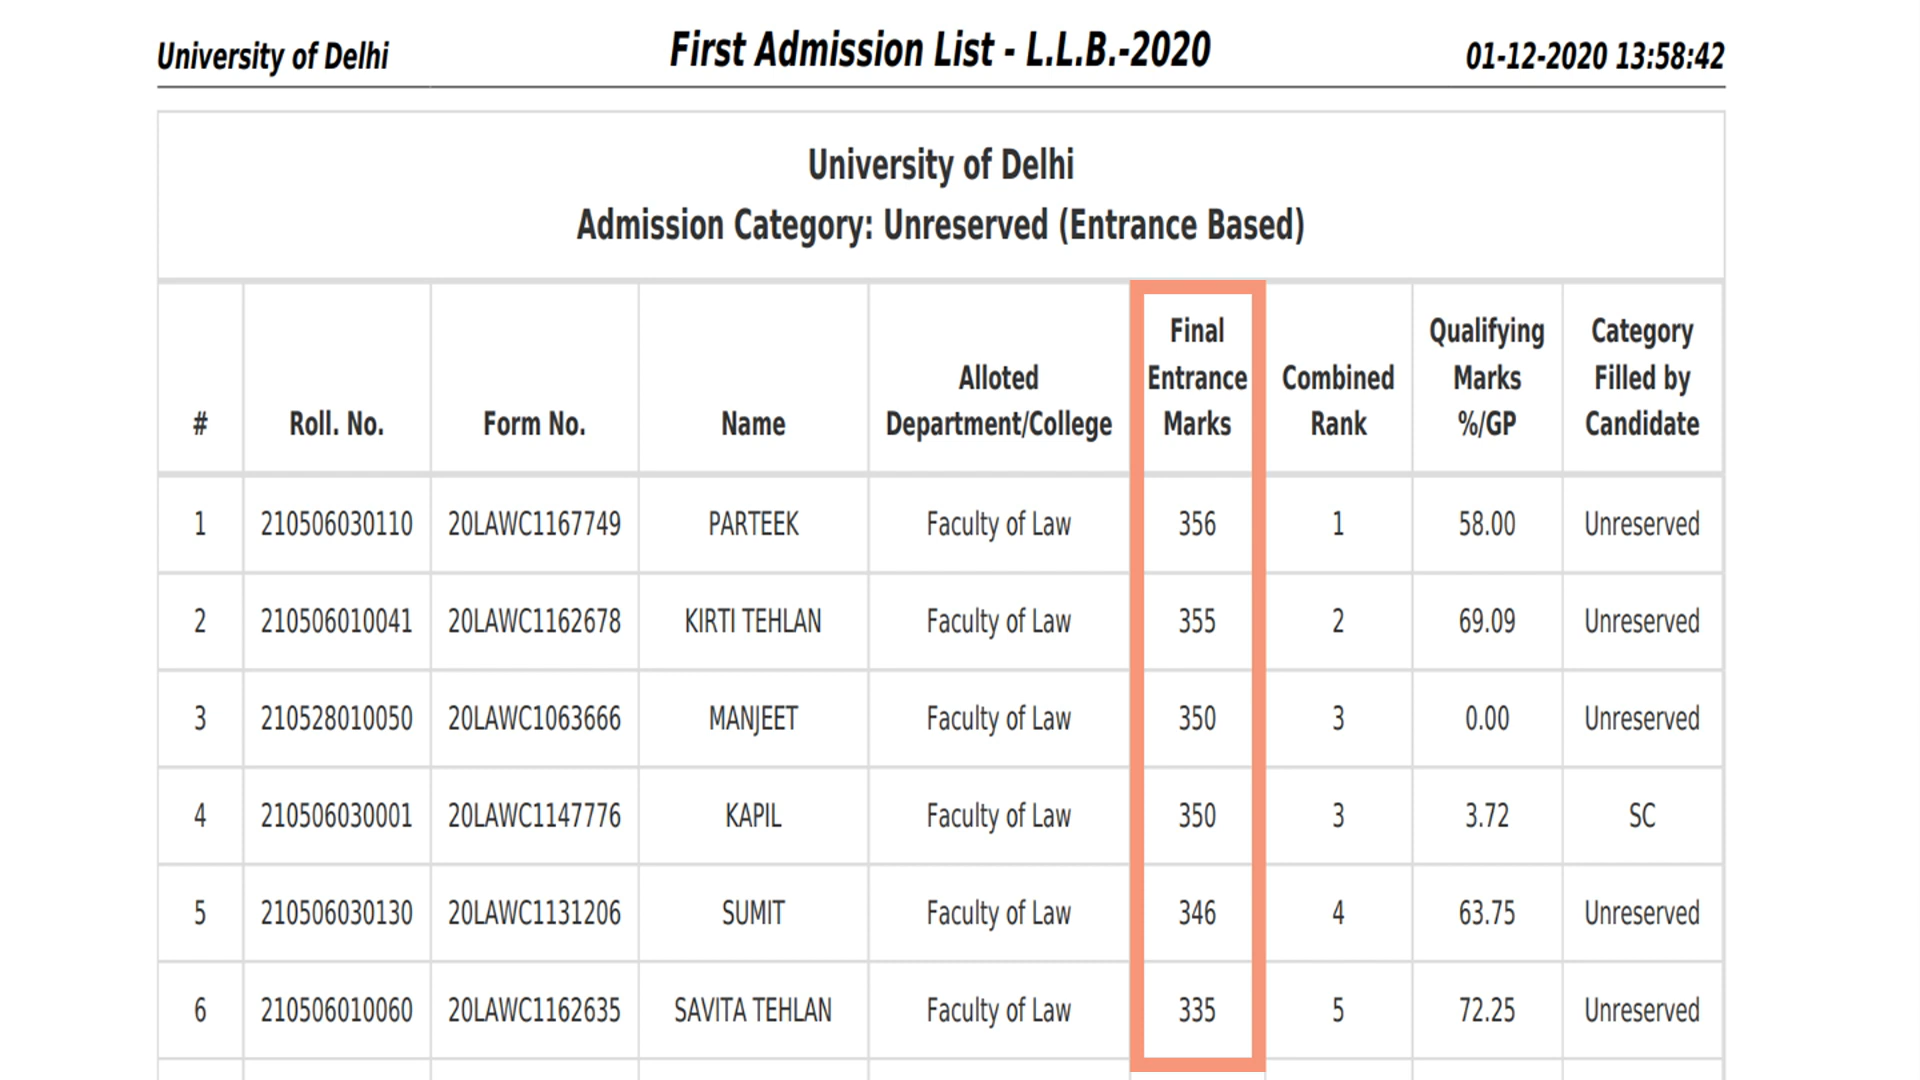 University of Delhi First Admission List - L.L.B.-2020 01-12-2020 13:58:42
University of Delhi
Admission Category: Unreserved (Entrance Based)
# Roll. No. Form No. Name Alloted Department/College Final Entrance Marks Combined Rank Qualifying Marks %/GP Category Filled by Candidate
1 210506030110 20LAWC1167749 PARTEEK Faculty of Law 356 1 58.00 Unreserved
2 210506010041 20LAWC1162678 KIRTI TEHLAN Faculty of Law 355 2 69.09 Unreserved
3 210528010050 20LAWC1063666 MANJEET Faculty of Law 350 3 0.00 Unreserved
4 210506030001 20LAWC1147776 KAPIL Faculty of Law 350 3 3.72 SC
5 210506030130 20LAWC1131206 SUMIT Faculty of Law 346 4 63.75 Unreserved
6 210506010060 20LAWC1162635 SAVITA TEHLAN Faculty of Law 335 5 72.25 Unreserved